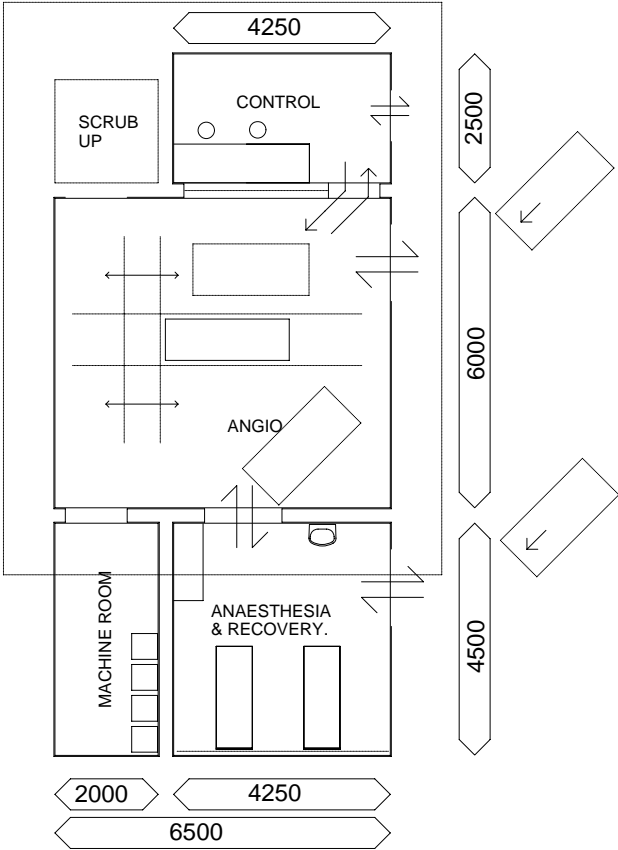 4250
CONTROL
SCRUB
UP
2500
6000
ANGIO
MACHINE ROOM
ANAESTHESIA
& RECOVERY.
4500
2000
4250
6500